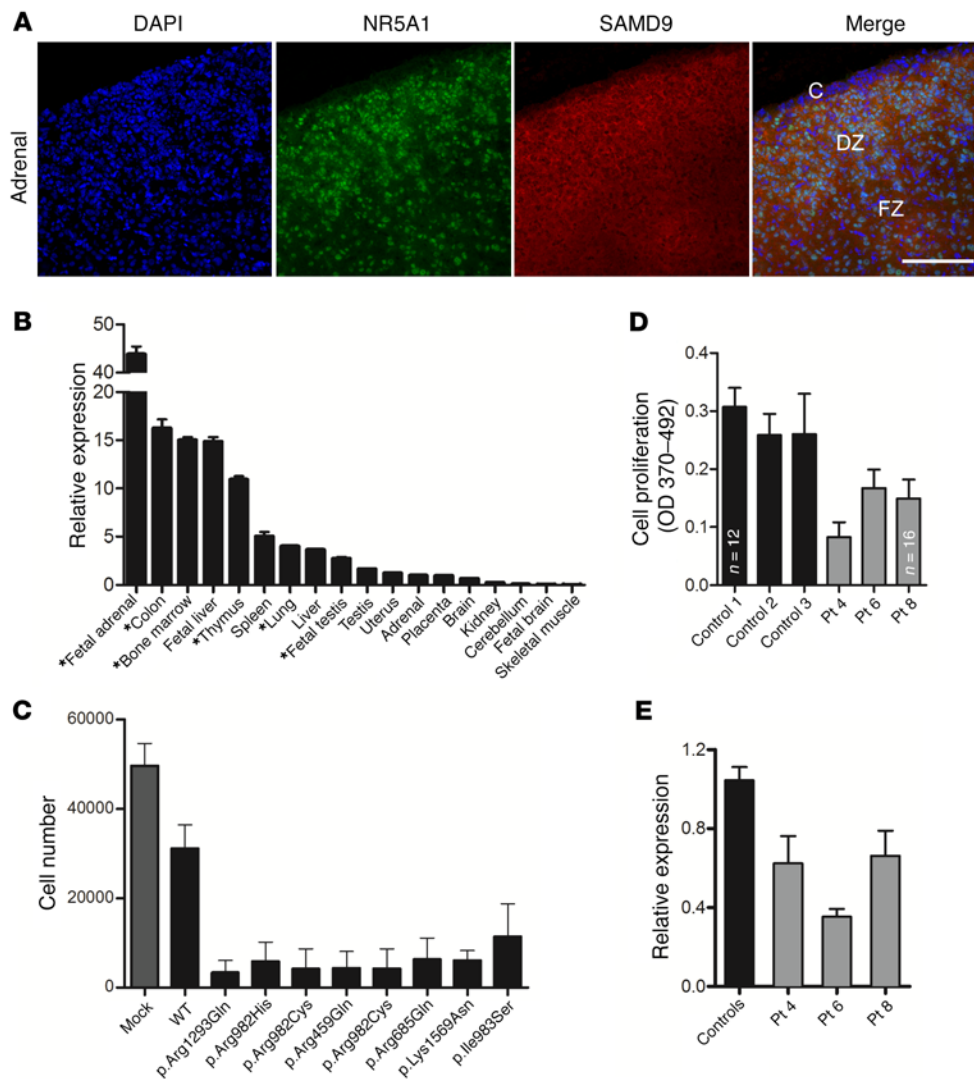 A
DAPI NR5A1 SAMD9 Merge
Adrenal
C
DZ
FZ
B
Relative expression
50
40
20
15
10
5
0
*Fetal adrenal
*Colon
*Bone marrow
Fetal liver
*Thymus
Spleen
*Lung
Liver
*Fetal testis
Testis
Uterus
Adrenal
Placenta
Brain
Kidney
Cerebellum
Fetal brain
Skeletal muscle
D
Cell proliferation
(OD 370–492)
0.4
0.3
0.2
0.1
0.0
n = 12
n = 16
Control 1
Control 2
Control 3
Pt 4
Pt 6
Pt 8
C
Cell number
60000
40000
20000
0
Mock
WT
p.Arg1293Gln
p.Arg982His
p.Arg982Cys
p.Arg459Gln
p.Arg982Cys
p.Arg685Gln
p.Lys1569Asn
p.Ile983Ser
E
Relative expression
1.2
0.8
0.4
0.0
Controls
Pt 4
Pt 6
Pt 8